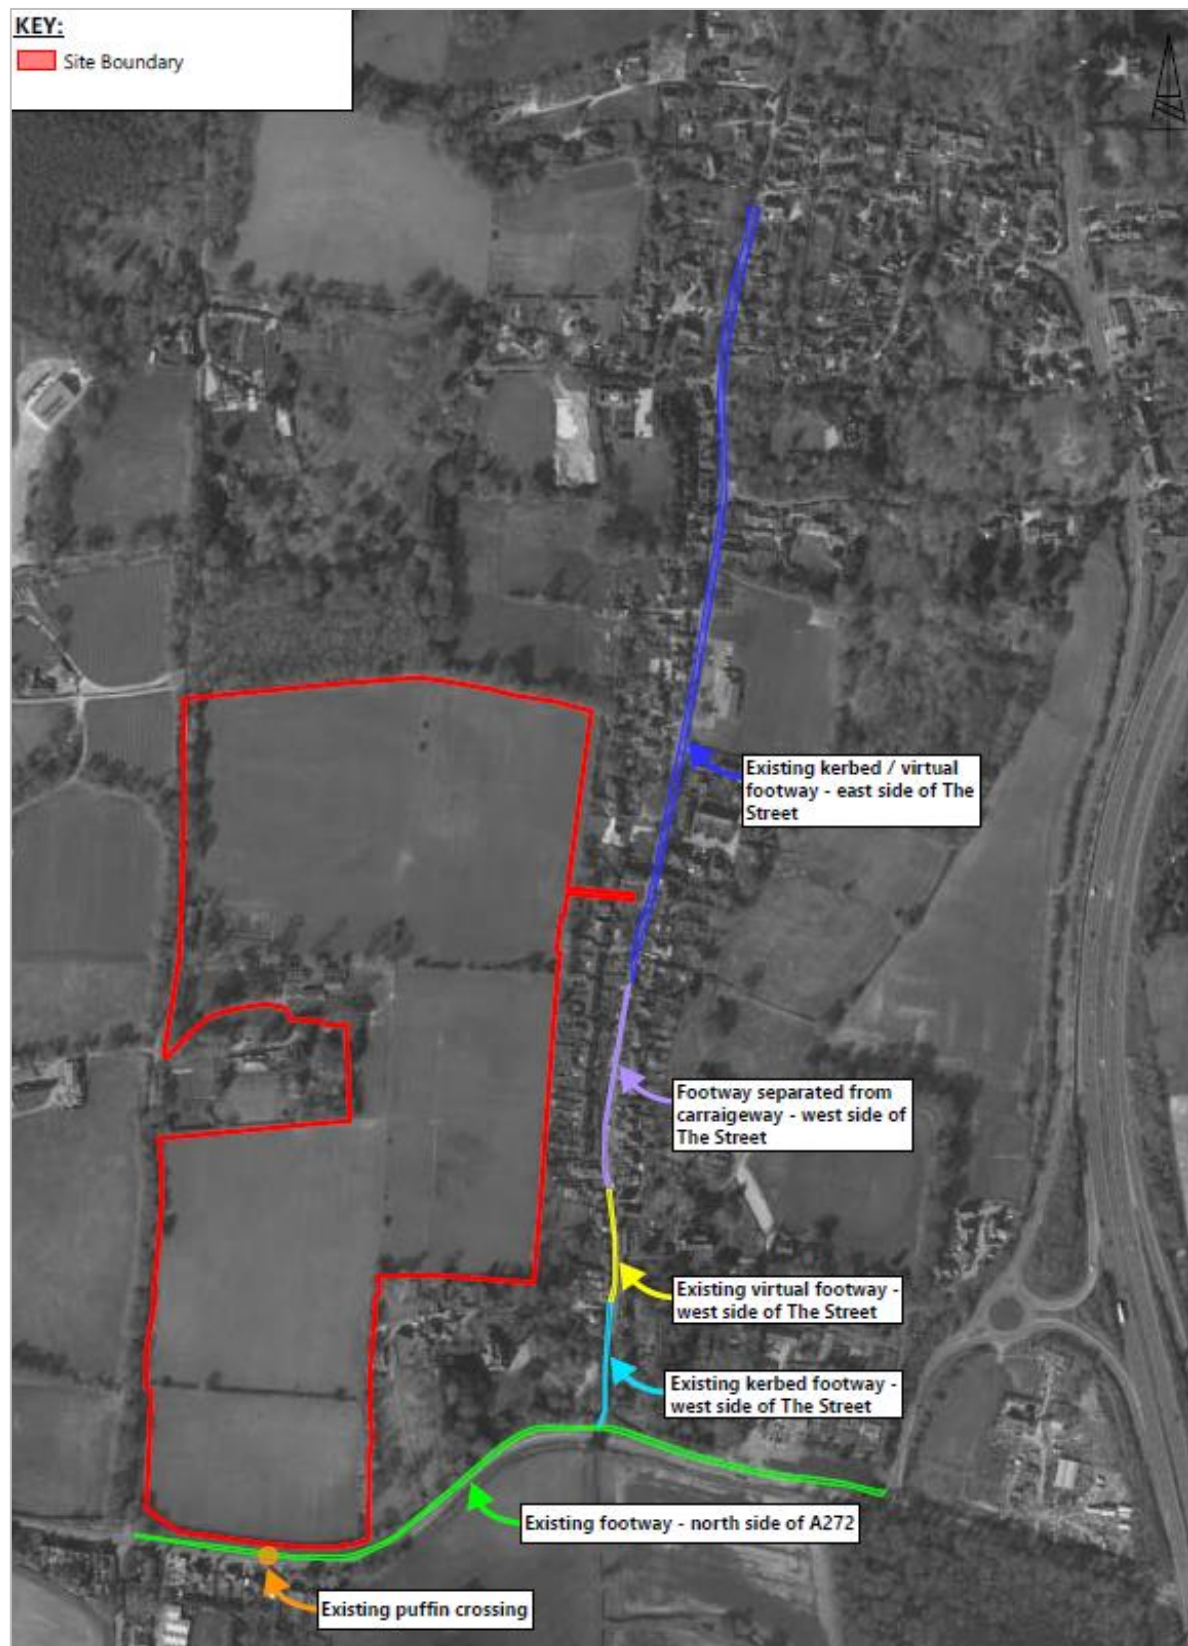 KEY:
Site Boundary
Existing kerbed / virtual
footway - east side of The
Street
Footway separated from
carraigeway - west side of
The Street
Existing virtual footway -
west side of The Street
Existing kerbed footway -
west side of The Street
Existing footway - north side of A272
Existing puffin crossing